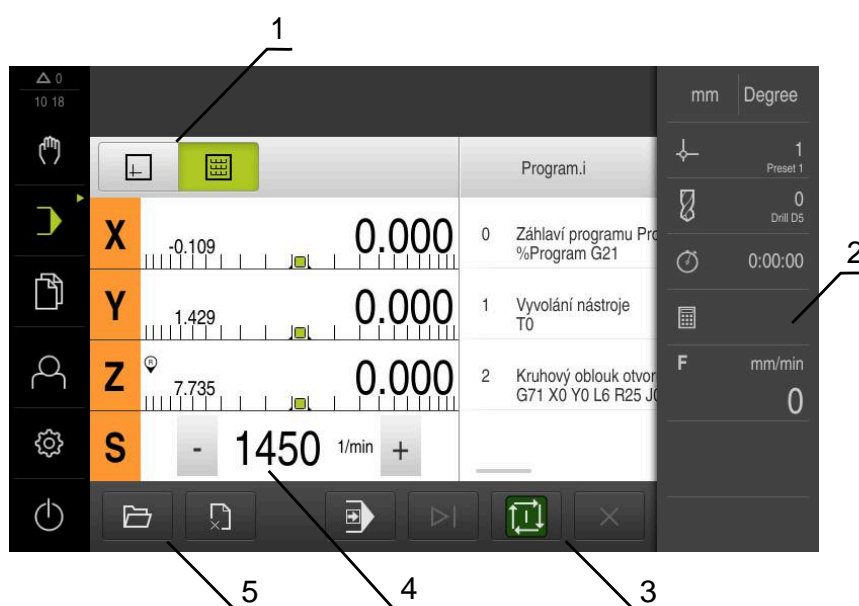 1
0
10 18
mm Degree
1
Preset 1
Program.i
0
Drill D5
X -0.109 0.000
0 Záhlaví programu Pro
%Program G21
0:00:00
2
Y 1.429 0.000
1 Vyvolání nástroje
T0
F mm/min
0
Z R 7.735 0.000
2 Kruhový oblouk otvor
G71 X0 Y0 L6 R25 J0
S - 1450 1/min +
5 4 3